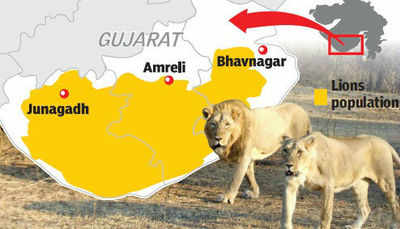 GUJARAT
Bhavnagar
Amreli
Junagadh
Lions
population